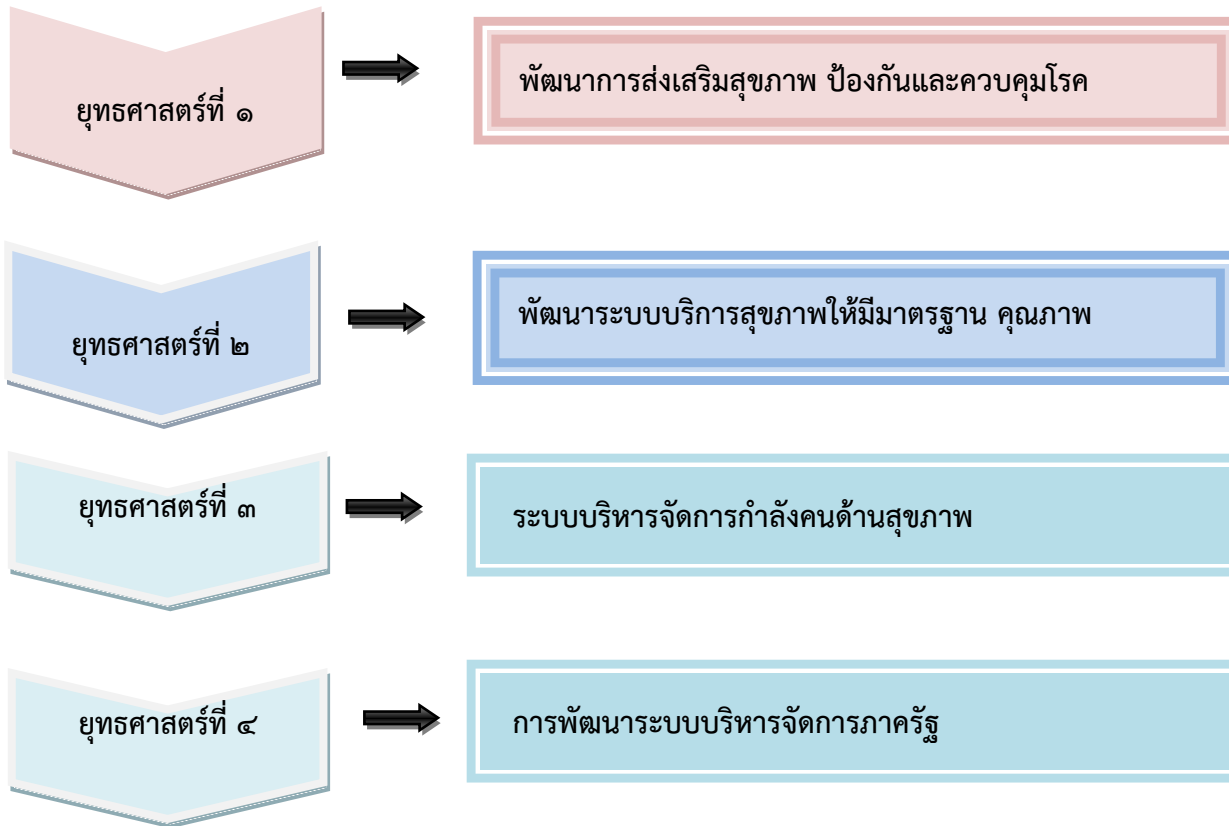 ยุทธศาสตร์ที่ ๑
พัฒนาการส่งเสริมสุขภาพ ป้องกันและควบคุมโรค
ยุทธศาสตร์ที่ ๒
พัฒนาระบบบริการสุขภาพให้มีมาตรฐาน คุณภาพ
ยุทธศาสตร์ที่ ๓
ระบบบริหารจัดการกำลังคนด้านสุขภาพ
ยุทธศาสตร์ที่ ๔
การพัฒนาระบบบริหารจัดการภาครัฐ